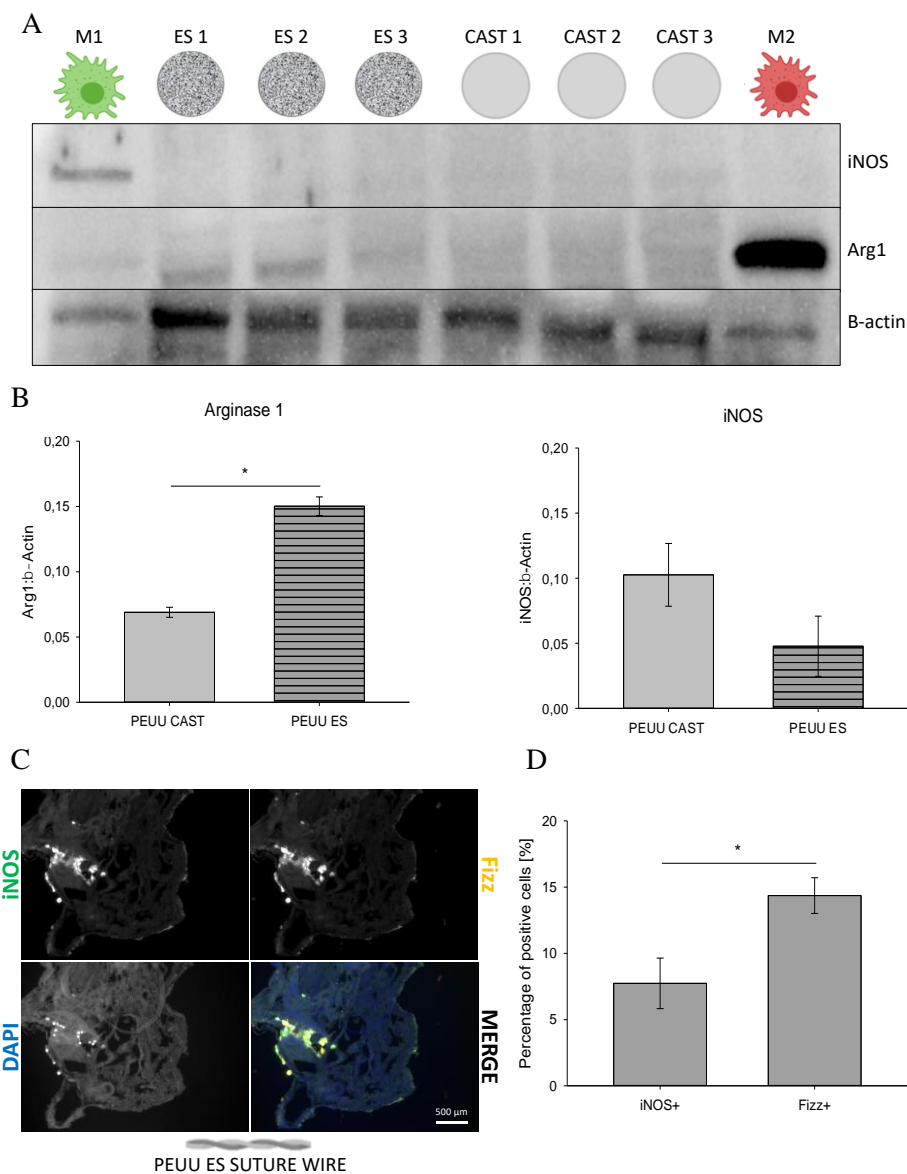 A
M1 ES 1 ES 2 ES 3 CAST 1 CAST 2 CAST 3 M2
iNOS
Arg1
B-actin
B
Arginase 1
Arg1:b-Actin
0,20
0,15
0,10
0,05
0,00
*
PEUU CAST PEUU ES
iNOS
iNOS:b-Actin
0,20
0,15
0,10
0,05
0,00
PEUU CAST PEUU ES
C
iNOS
Fizz
DAPI
MERGE
500 µm
PEUU ES SUTURE WIRE
D
Percentage of positive cells [%]
20
15
10
5
0
*
iNOS+ Fizz+